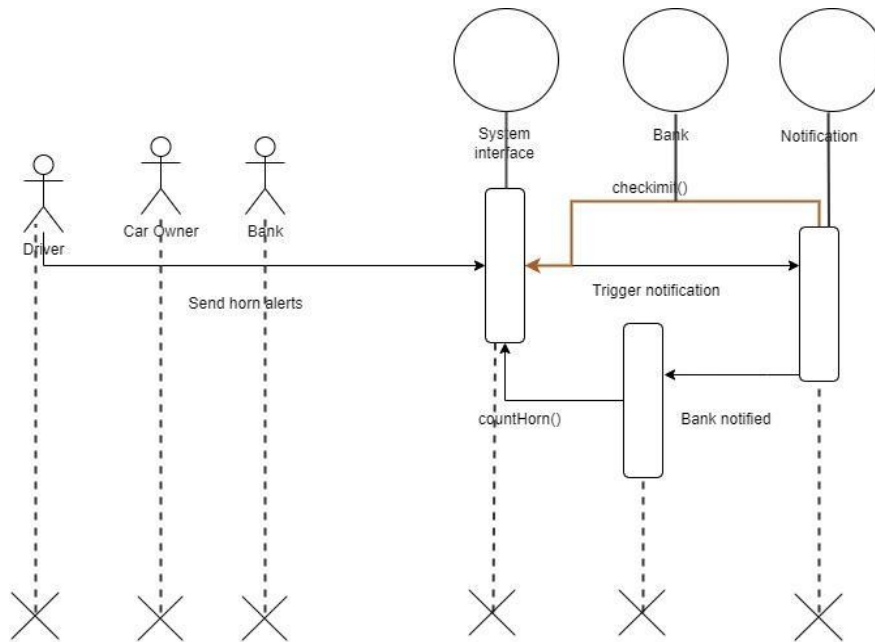 System
interface
Bank
Notification
checkimit()
Driver
Car Owner
Bank
Send horn alerts
Trigger notification
countHorn()
Bank notified